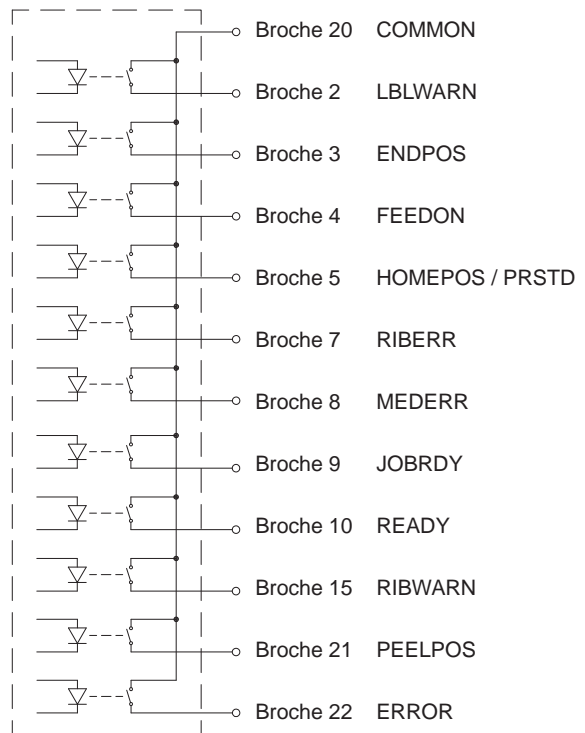 Broche 20 COMMON
Broche 2 LBLWARN
Broche 3 ENDPOS
Broche 4 FEEDON
Broche 5 HOMEPOS / PRSTD
Broche 7 RIBERR
Broche 8 MEDERR
Broche 9 JOBRDY
Broche 10 READY
Broche 15 RIBWARN
Broche 21 PEELPOS
Broche 22 ERROR